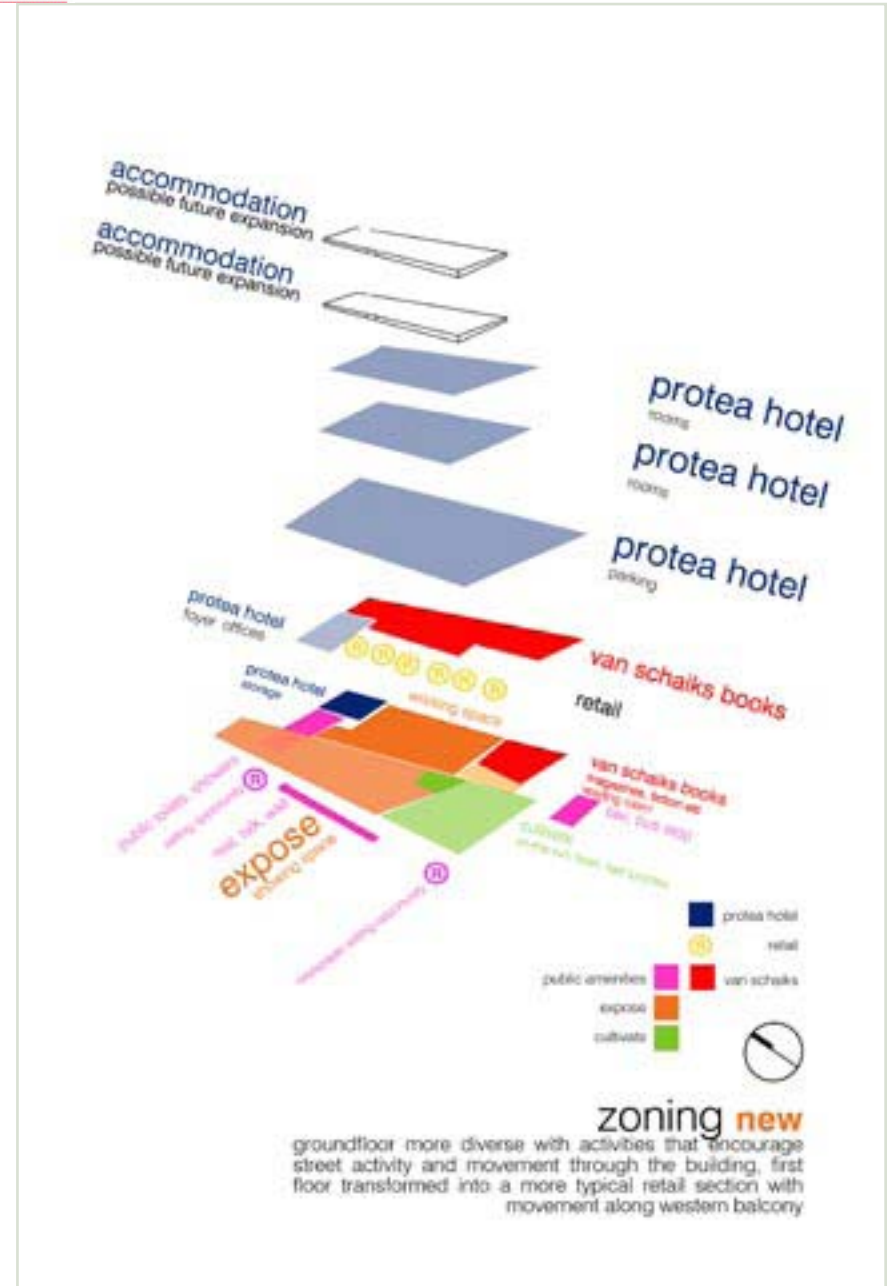 accommodation
possible future expansion
accommodation
possible future expansion
protea hotel
rooms
protea hotel
rooms
protea hotel
parking
protea hotel
foyer offices
van schaiks books
retail
protea hotel
storage
existing space
van schaiks books
public toilets
R
expose
R
protea hotel
retail
public amenities
van schaiks
expose
cultivate
zoning new
groundfloor more diverse with activities that encourage
street activity and movement through the building, first
floor transformed into a more typical retail section with
movement along western balcony